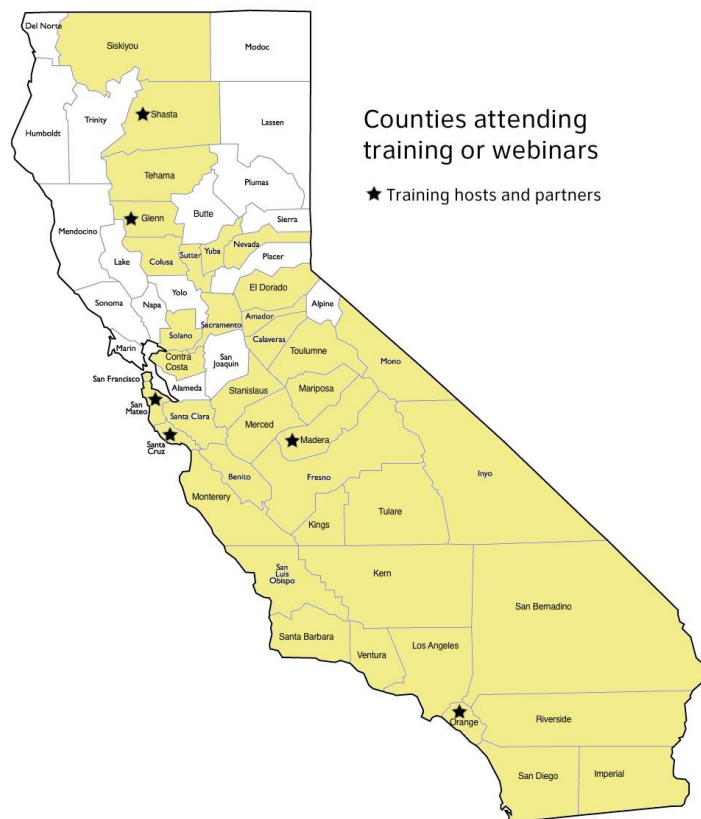 Del Norte
Siskiyou
Modoc
Humboldt
Trinity
Shasta
Lassen
Counties attending
training or webinars
Training hosts and partners
Tehama
Plumas
Glenn
Butte
Sierra
Mendocino
Lake
Colusa
Sutter
Yuba
Nevada
Placer
Sonoma
Napa
Yolo
El Dorado
Alpine
Sacramento
Amador
Solano
Calaveras
Marin
Contra
Costa
San
Joaquin
Toulumne
Mono
San Francisco
Alameda
Stanislaus
Mariposa
San
Mateo
Santa Clara
Merced
Madera
Santa
Cruz
Benito
Fresno
Inyo
Monterery
Kings
Tulare
San
Luis
Obispo
Kern
San Bernadino
Santa Barbara
Ventura
Los Angeles
Orange
Riverside
San Diego
Imperial